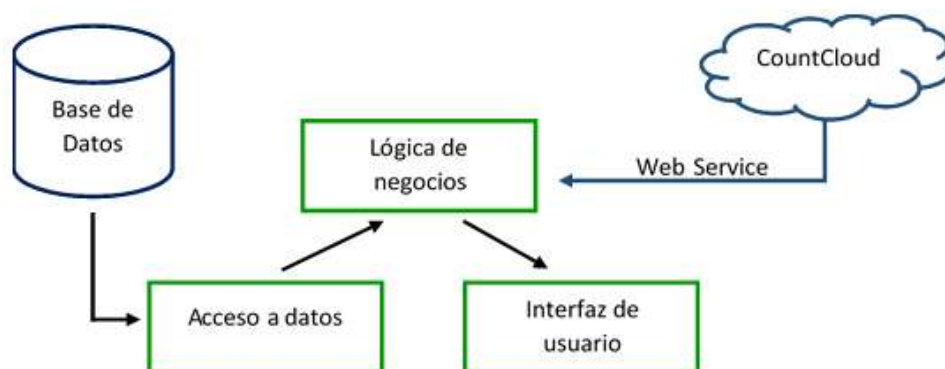 CountCloud
Base de
Datos
Lógica de
negocios
Web Service
Acceso a datos
Interfaz de
usuario